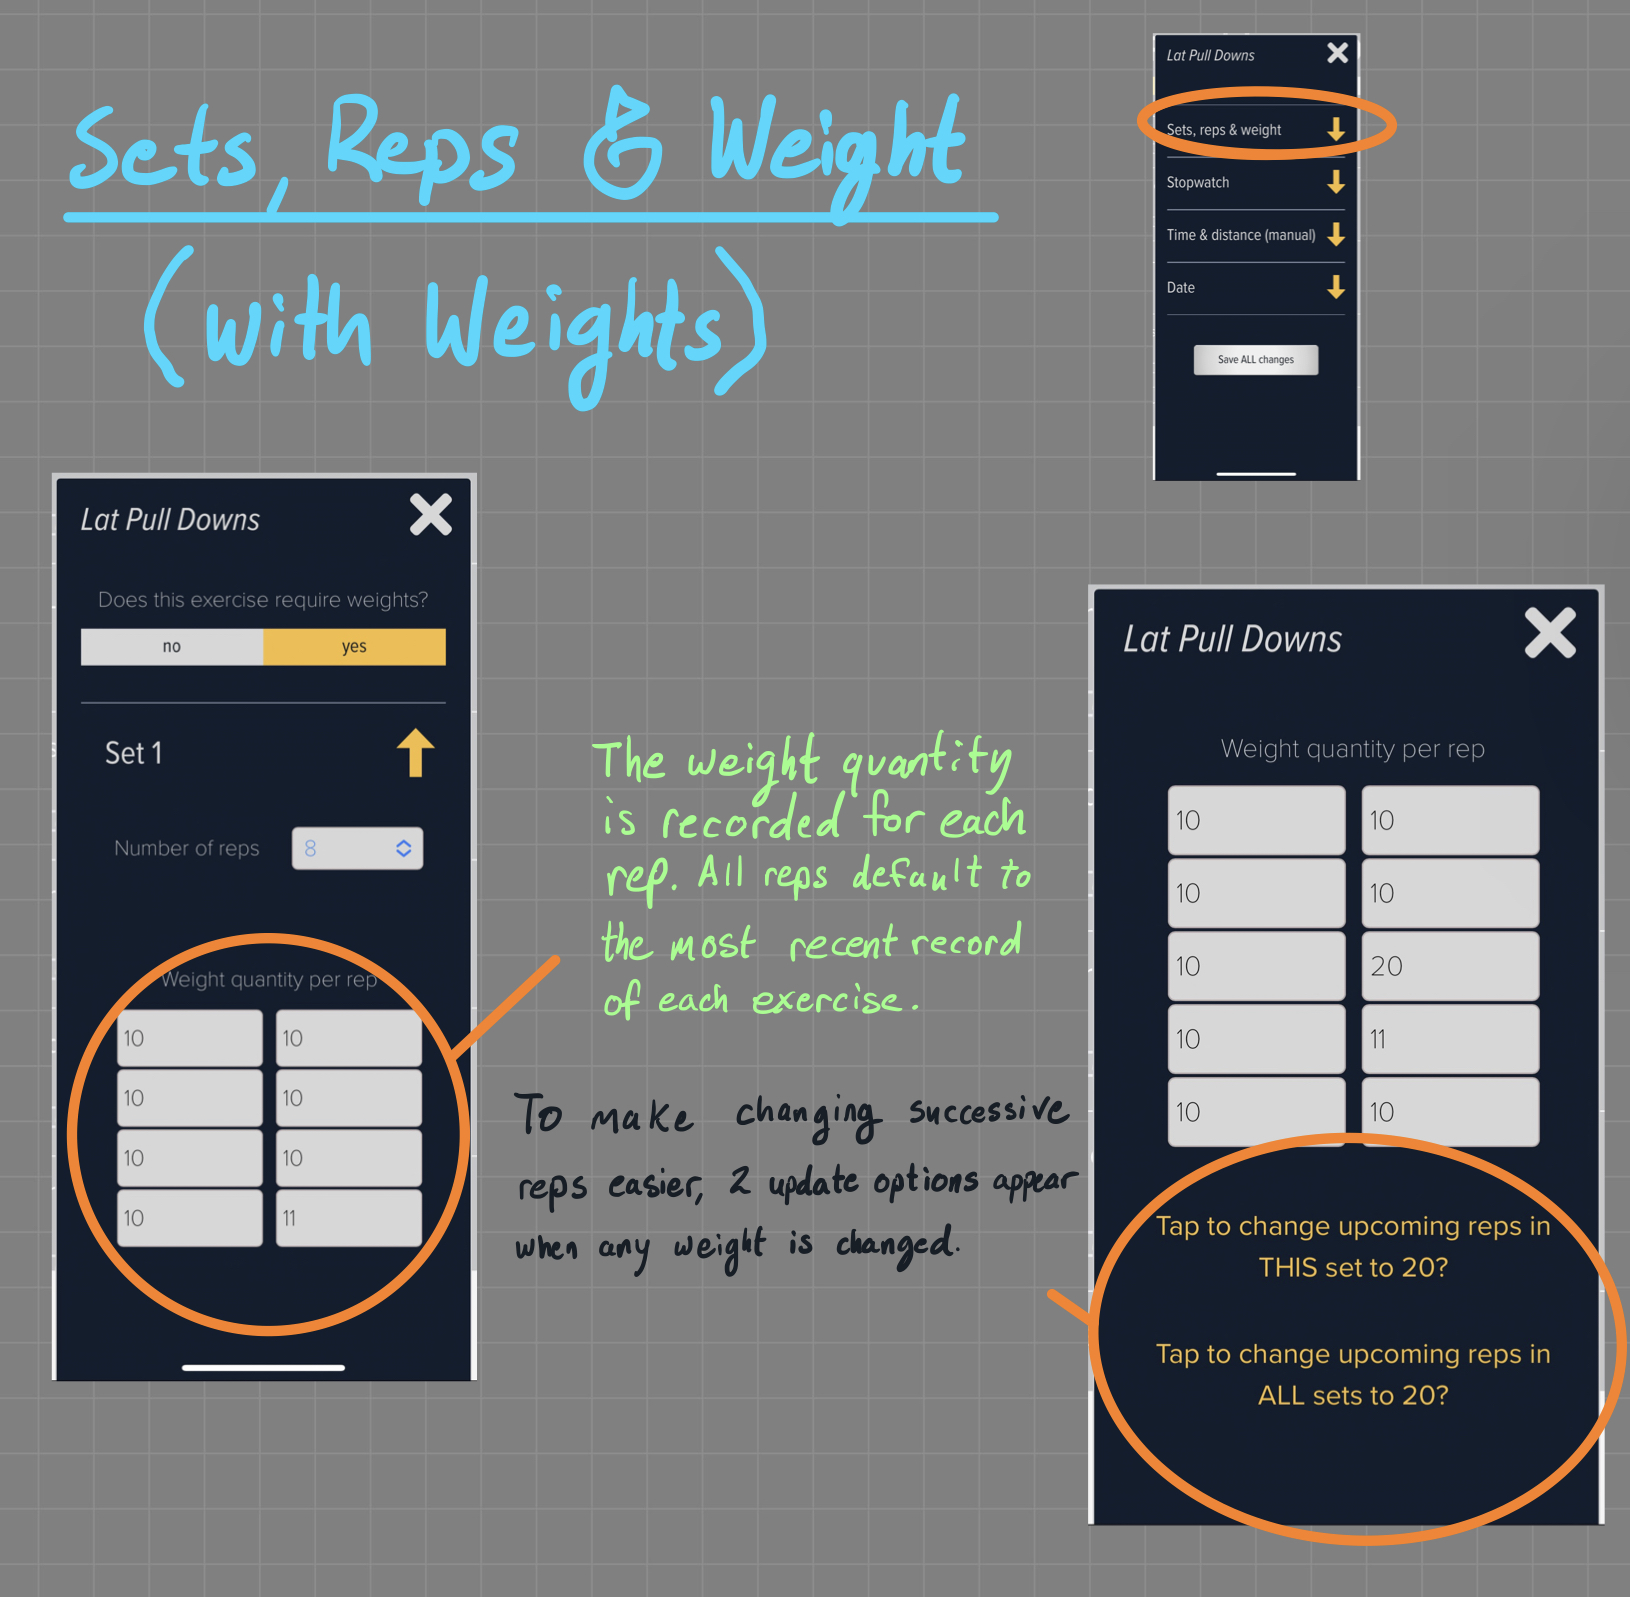 Sets, Reps & Weight
(with Weights)
Lat Pull Downs
Sets, reps & weight
Stopwatch
Time & distance (manual)
Date
Save ALL changes
Lat Pull Downs
Does this exercise require weights?
no yes
Set 1
Number of reps 8
Weight quantity per rep
10 10
10 10
10 10
10 11
The weight quantity
is recorded for each
rep. All reps default to
the most recent record
of each exercise.
To make changing successive
reps easier, 2 update options appear
when any weight is changed.
Lat Pull Downs
Weight quantity per rep
10 10
10 10
10 20
10 11
10 10
Tap to change upcoming reps in
THIS set to 20?
Tap to change upcoming reps in
ALL sets to 20?